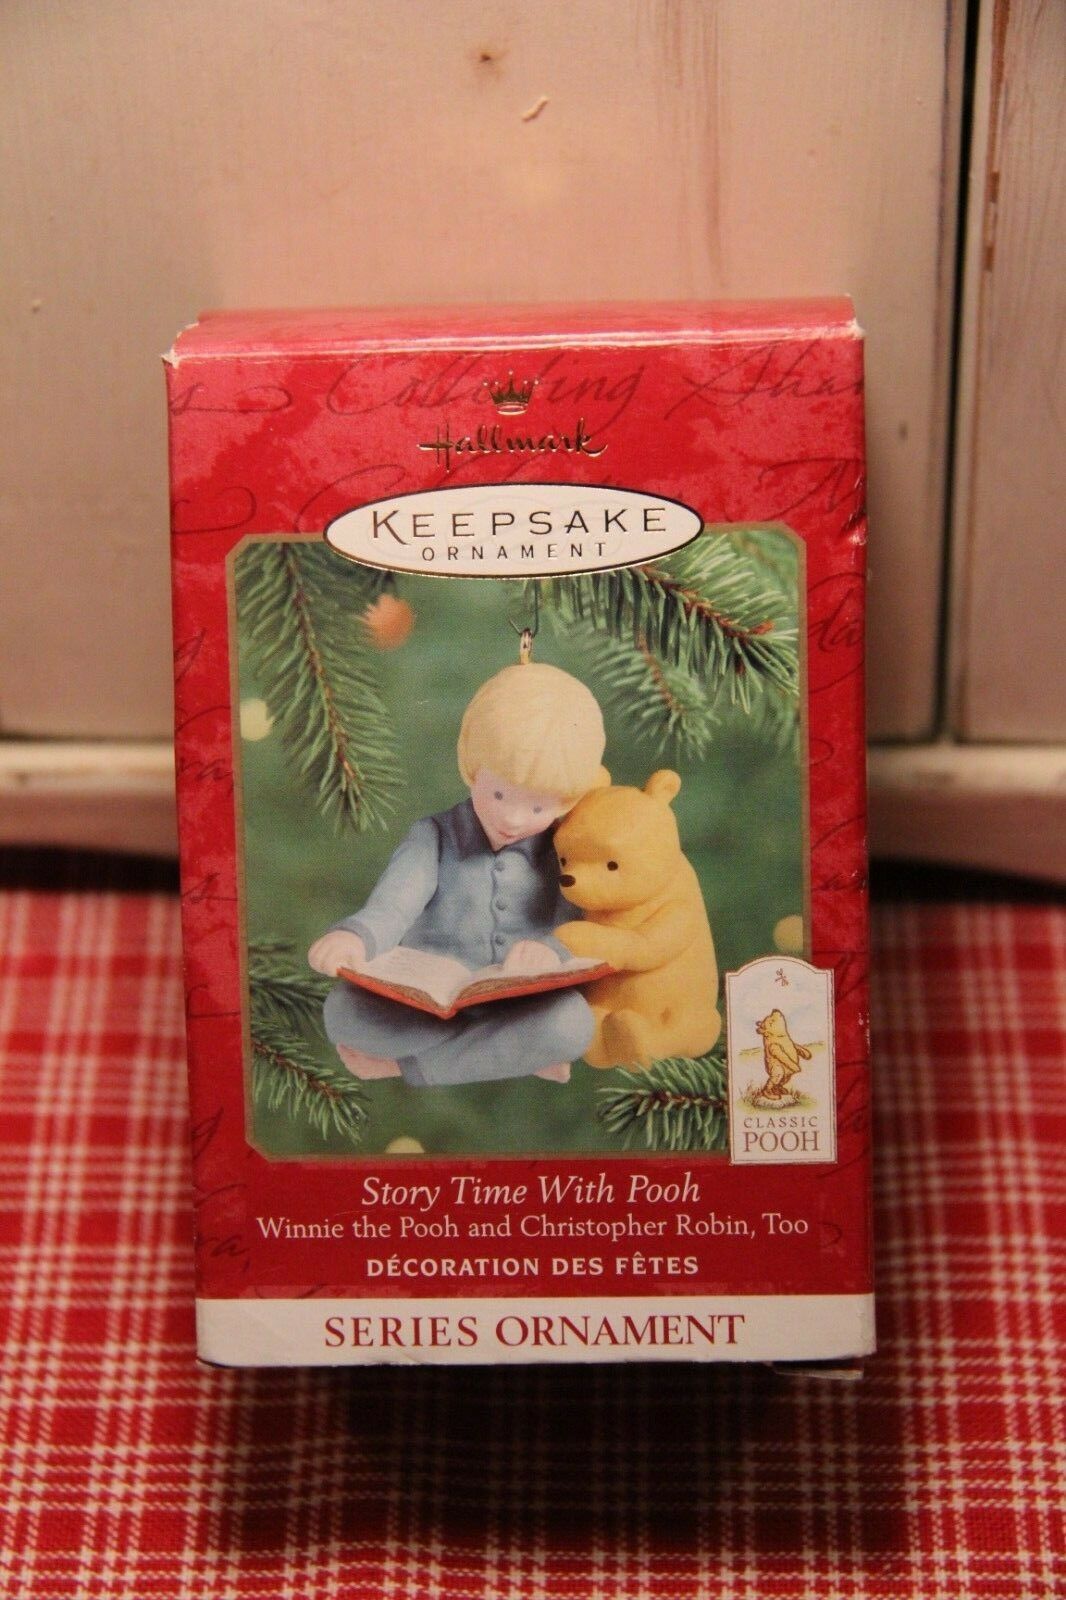 Collecting
Hallmark
KEEPSAKE
ORNAMENT
CLASSIC
POOH
Story Time With Pooh
Winnie the Pooh and Christopher Robin, Too
DÉCORATION DES FÊTES
SERIES ORNAMENT